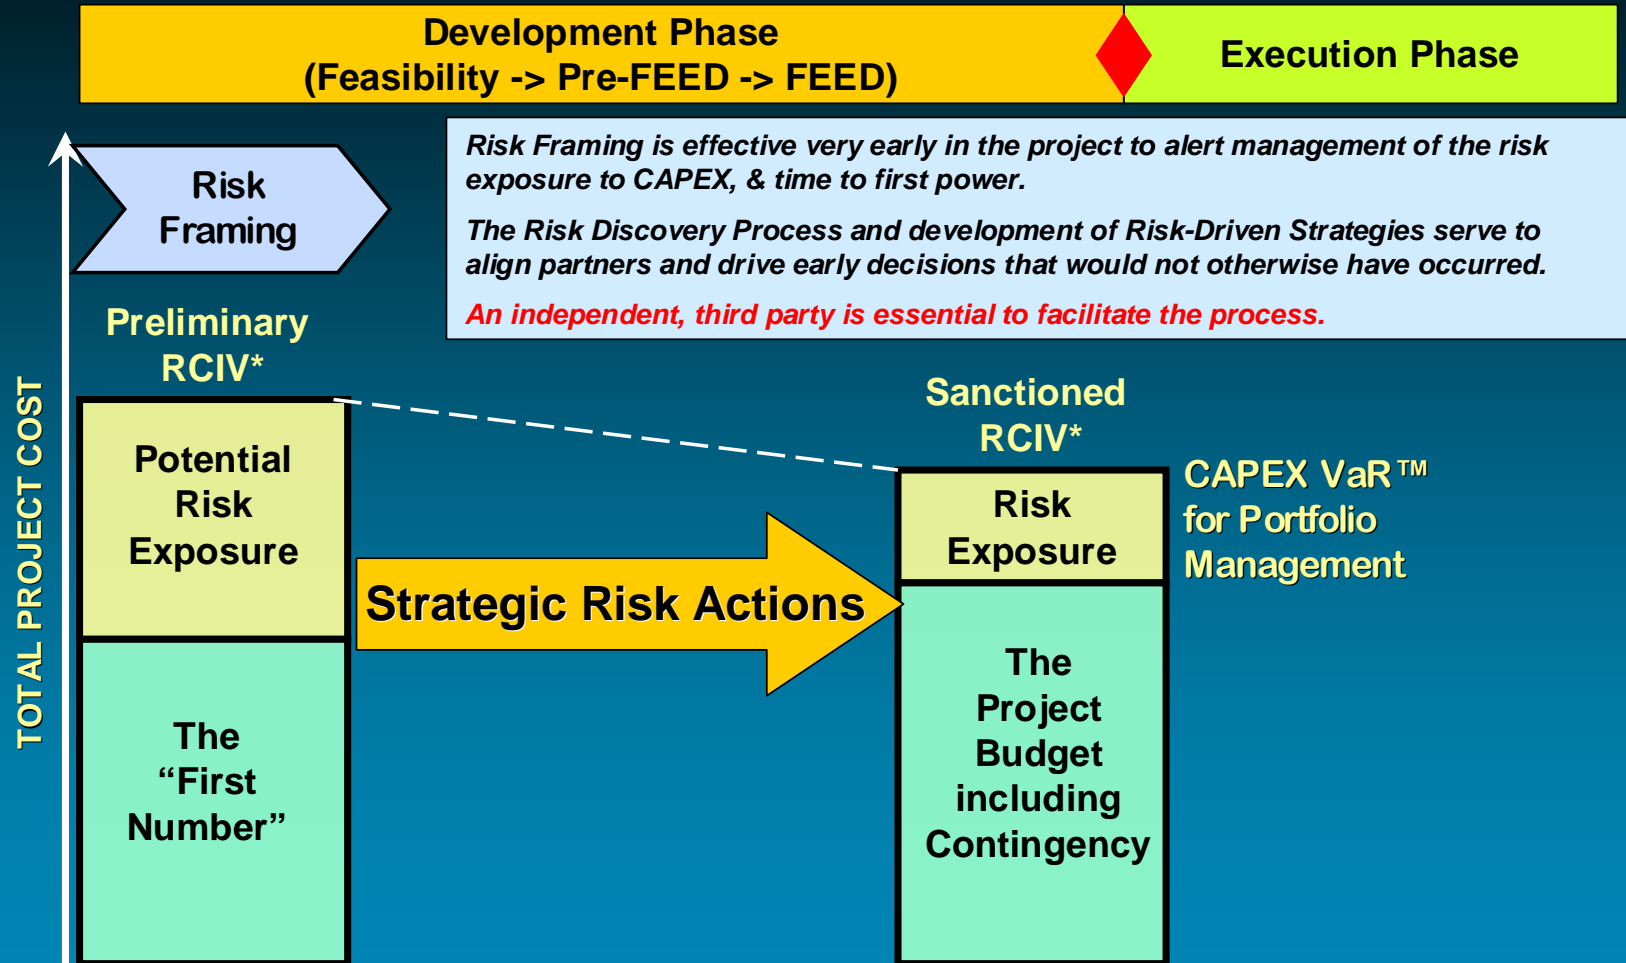 Development Phase
(Feasibility -> Pre-FEED -> FEED)
Execution Phase
Risk
Framing
Risk Framing is effective very early in the project to alert management of the risk
exposure to CAPEX, & time to first power.
The Risk Discovery Process and development of Risk-Driven Strategies serve to
align partners and drive early decisions that would not otherwise have occurred.
An independent, third party is essential to facilitate the process.
TOTAL PROJECT COST
Preliminary
RCIV*
Potential
Risk
Exposure
The
“First
Number”
Strategic Risk Actions
Sanctioned
RCIV*
Risk
Exposure
The
Project
Budget
including
Contingency
CAPEX VaR™
for Portfolio
Management